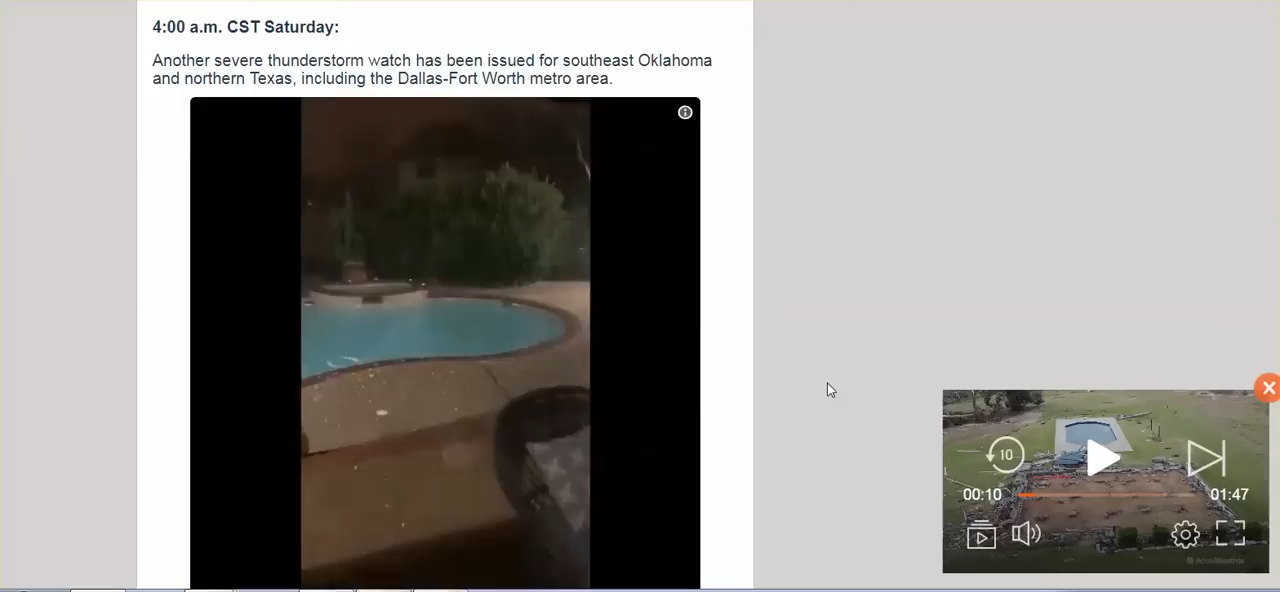 4:00 a.m. CST Saturday:
Another severe thunderstorm watch has been issued for southeast Oklahoma
and northern Texas, including the Dallas-Fort Worth metro area.
10
00:10
01:47
AccuWeather